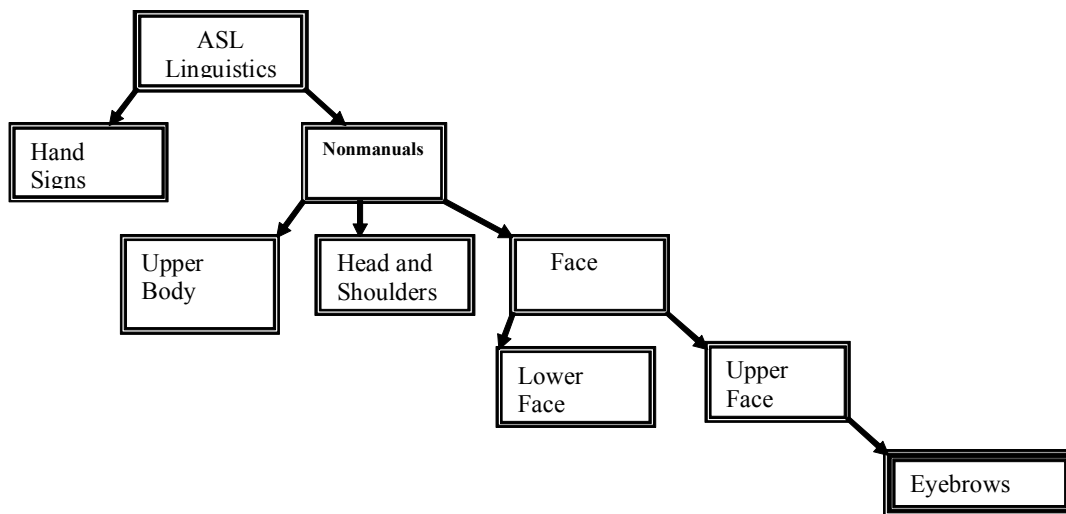 ASL
Linguistics
Hand
Signs
Nonmanuals
Upper
Body
Head and
Shoulders
Face
Lower
Face
Upper
Face
Eyebrows